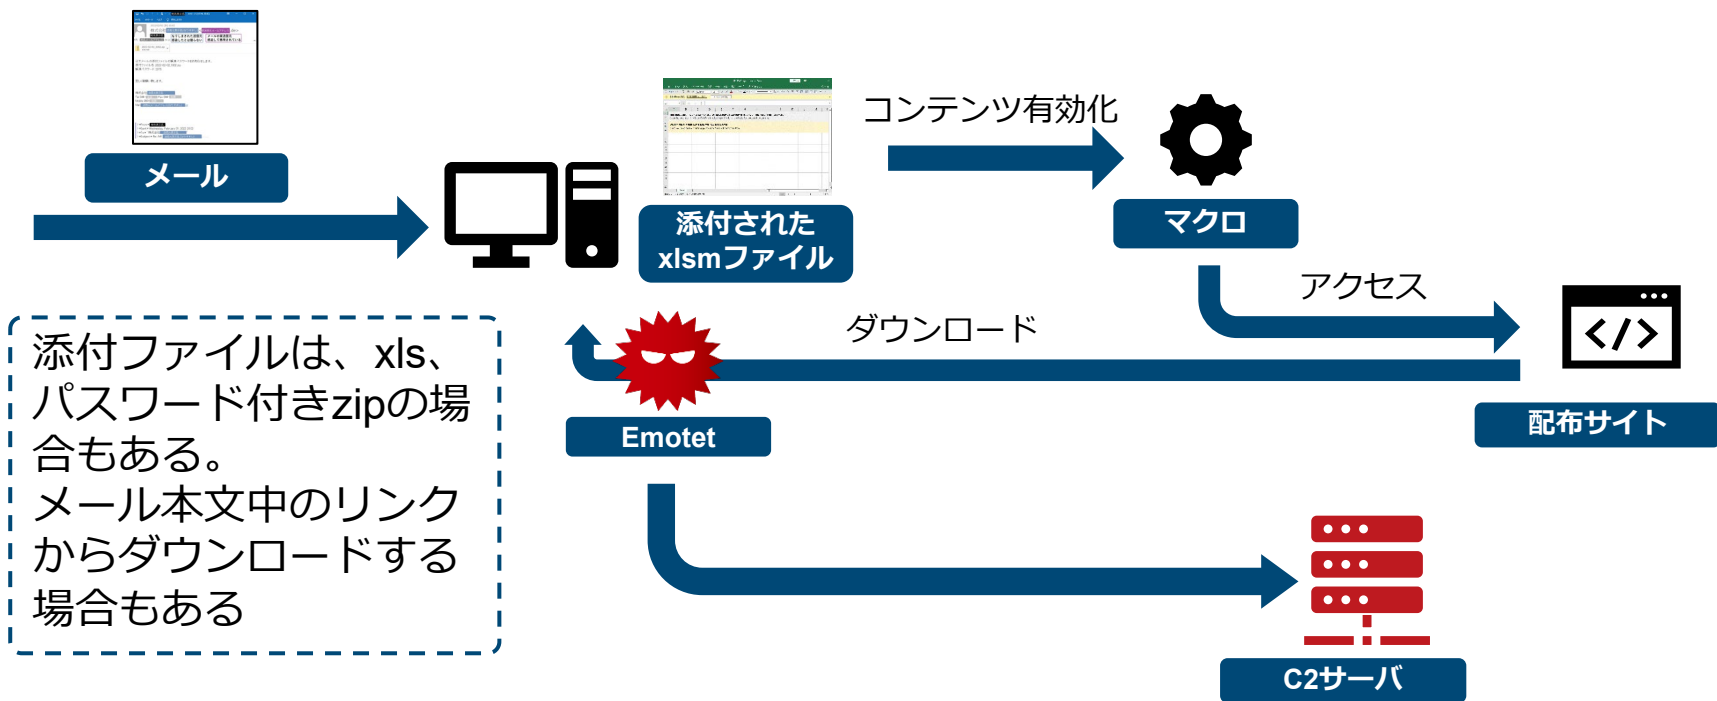 メール
添付された
xlsmファイル
コンテンツ有効化
マクロ
アクセス
ダウンロード
配布サイト
Emotet
C2サーバ
添付ファイルは、xls、
パスワード付きzipの場
合もある。
メール本文中のリンク
からダウンロードする
場合もある